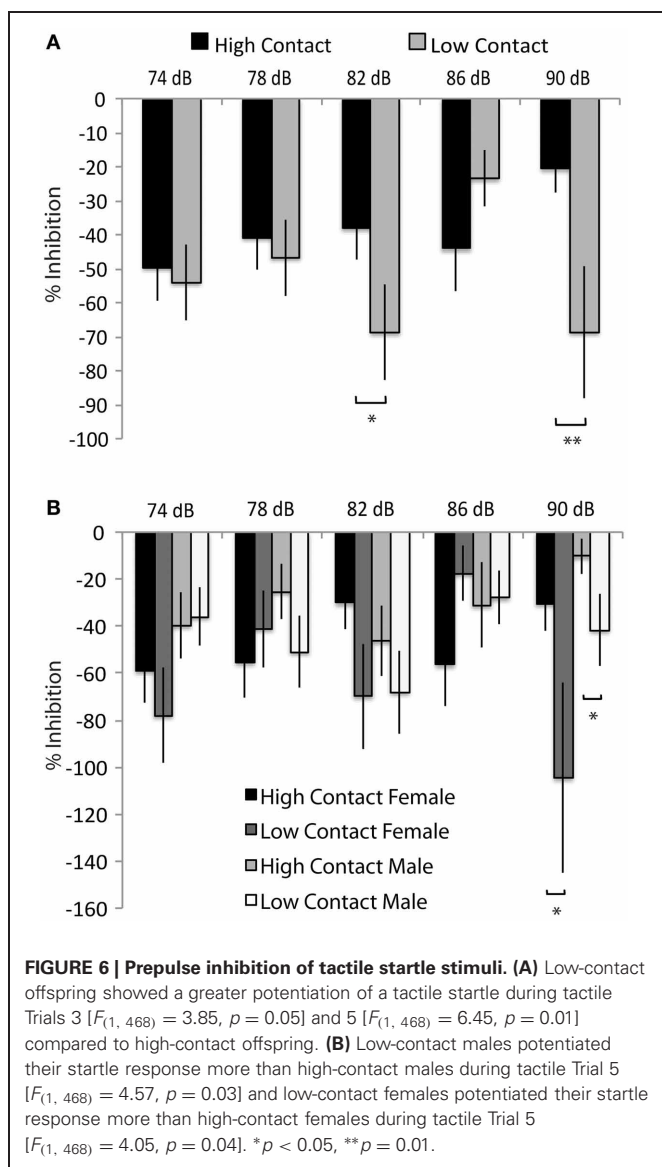 A
High Contact Low Contact
74 dB 78 dB 82 dB 86 dB 90 dB
0
-10
-20
-30
-40
-50
-60
-70
-80
-90
-100
% Inhibition
* **
B
74 dB 78 dB 82 dB 86 dB 90 dB
0
-20
-40
-60
-80
-100
-120
-140
-160
% Inhibition
*
*
High Contact Female
Low Contact Female
High Contact Male
Low Contact Male
FIGURE 6 | Prepulse inhibition of tactile startle stimuli. (A) Low-contact
offspring showed a greater potentiation of a tactile startle during tactile
Trials 3 [F(1, 468) = 3.85, p = 0.05] and 5 [F(1, 468) = 6.45, p = 0.01]
compared to high-contact offspring. (B) Low-contact males potentiated
their startle response more than high-contact males during tactile Trial 5
[F(1, 468) = 4.57, p = 0.03] and low-contact females potentiated their startle
response more than high-contact females during tactile Trial 5
[F(1, 468) = 4.05, p = 0.04]. *p < 0.05, **p = 0.01.